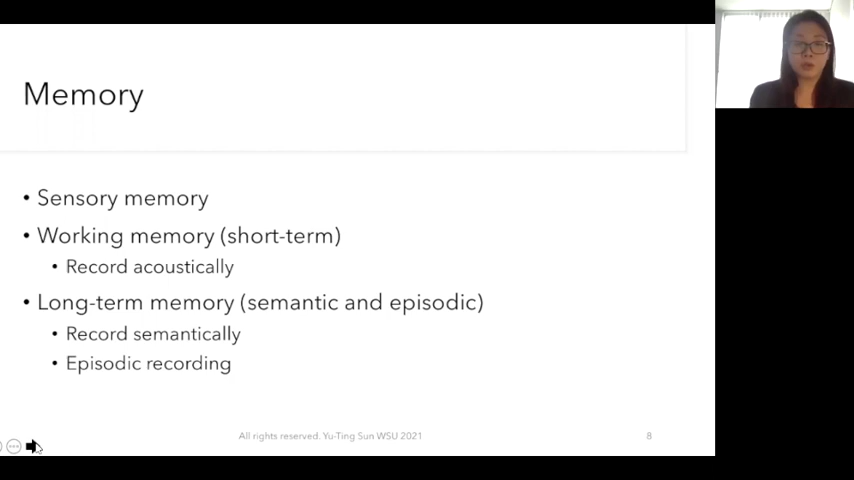 Memory
• Sensory memory
• Working memory (short-term)
• Record acoustically
• Long-term memory (semantic and episodic)
• Record semantically
• Episodic recording
All rights reserved. Yu-Ting Sun WSU 2021
8